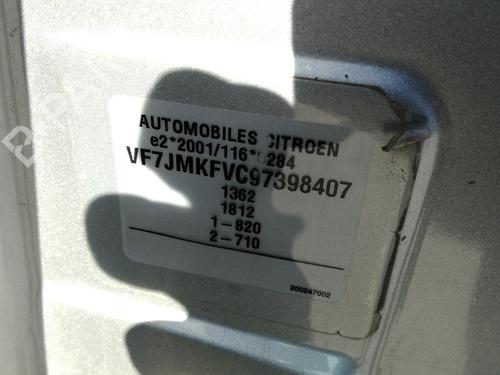 AUTOMOBILES CITROEN
e2*2001/116*0284
VF7JMKFVC97398407
1362
1812
1-820
2-710
200247002